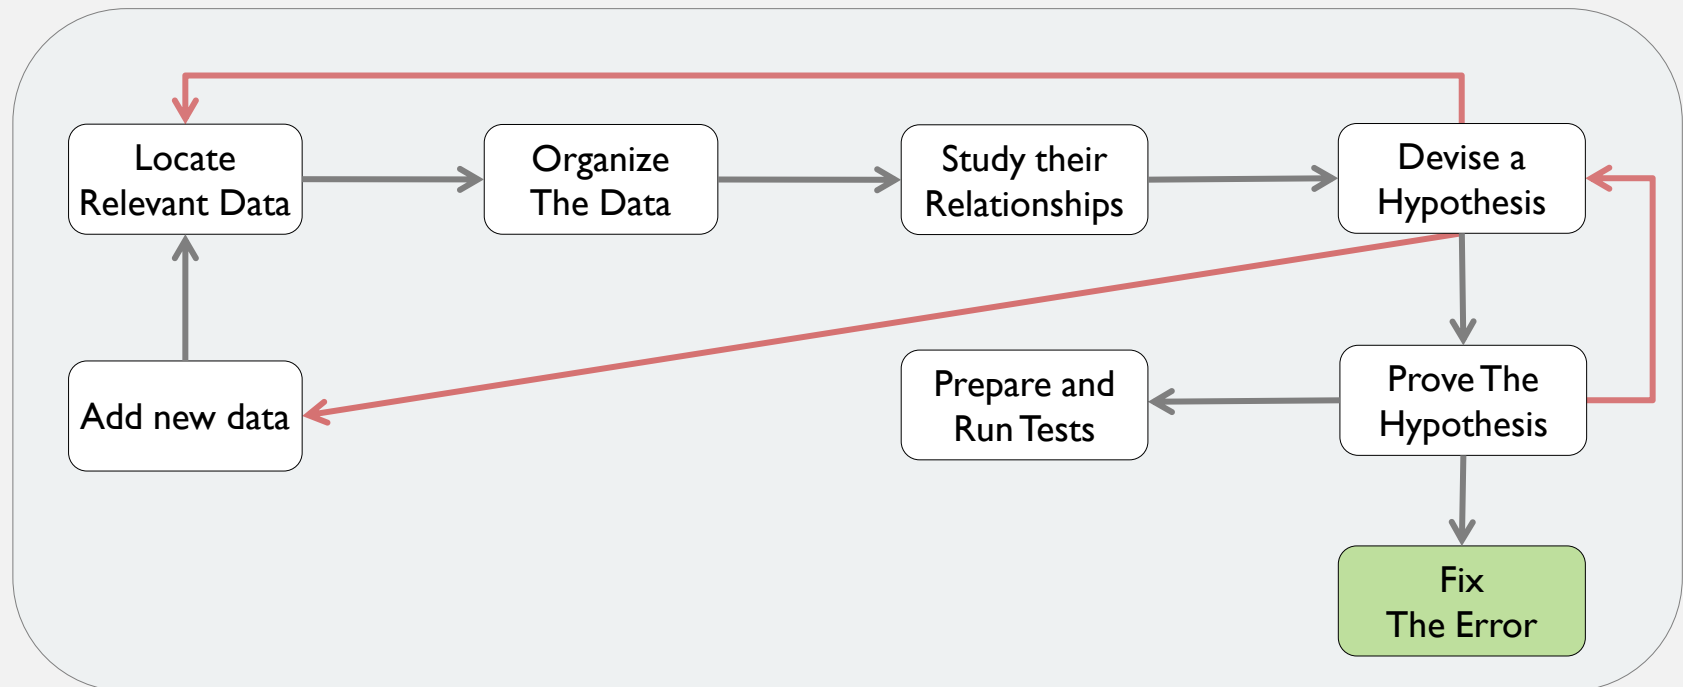 Locate
Relevant Data
Organize
The Data
Study their
Relationships
Devise a
Hypothesis
Add new data
Prepare and
Run Tests
Prove The
Hypothesis
Fix
The Error